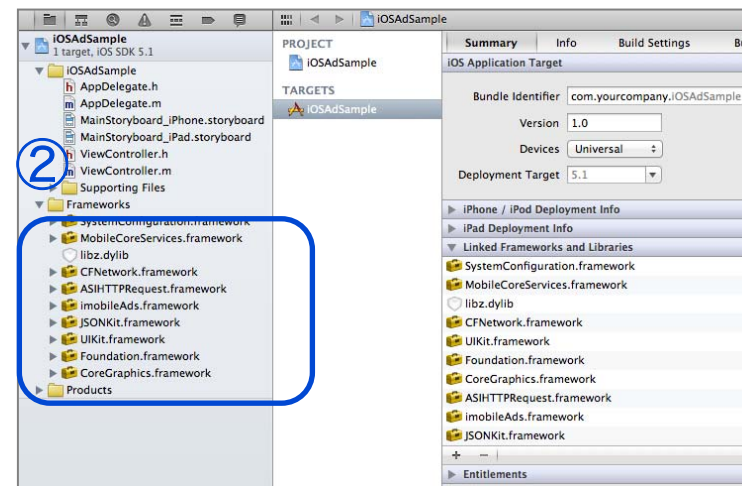 iOSAdSample
iOSAdSample
1 target, iOS SDK 5.1
iOSAdSample
AppDelegate.h
AppDelegate.m
MainStoryboard_iPhone.storyboard
MainStoryboard_iPad.storyboard
ViewController.h
ViewController.m
Supporting Files
Frameworks
SystemConfiguration.framework
MobileCoreServices.framework
libz.dylib
CFNetwork.framework
ASIHTTPRequest.framework
imobileAds.framework
JSONKit.framework
UIKit.framework
Foundation.framework
CoreGraphics.framework
Products
②
PROJECT
iOSAdSample
TARGETS
iOSAdSample
Summary Info Build Settings
iOS Application Target
Bundle Identifier com.yourcompany.iOSAdSample
Version 1.0
Devices Universal
Deployment Target 5.1
iPhone / iPod Deployment Info
iPad Deployment Info
Linked Frameworks and Libraries
SystemConfiguration.framework
MobileCoreServices.framework
libz.dylib
CFNetwork.framework
UIKit.framework
Foundation.framework
CoreGraphics.framework
ASIHTTPRequest.framework
imobileAds.framework
JSONKit.framework
+ −
Entitlements